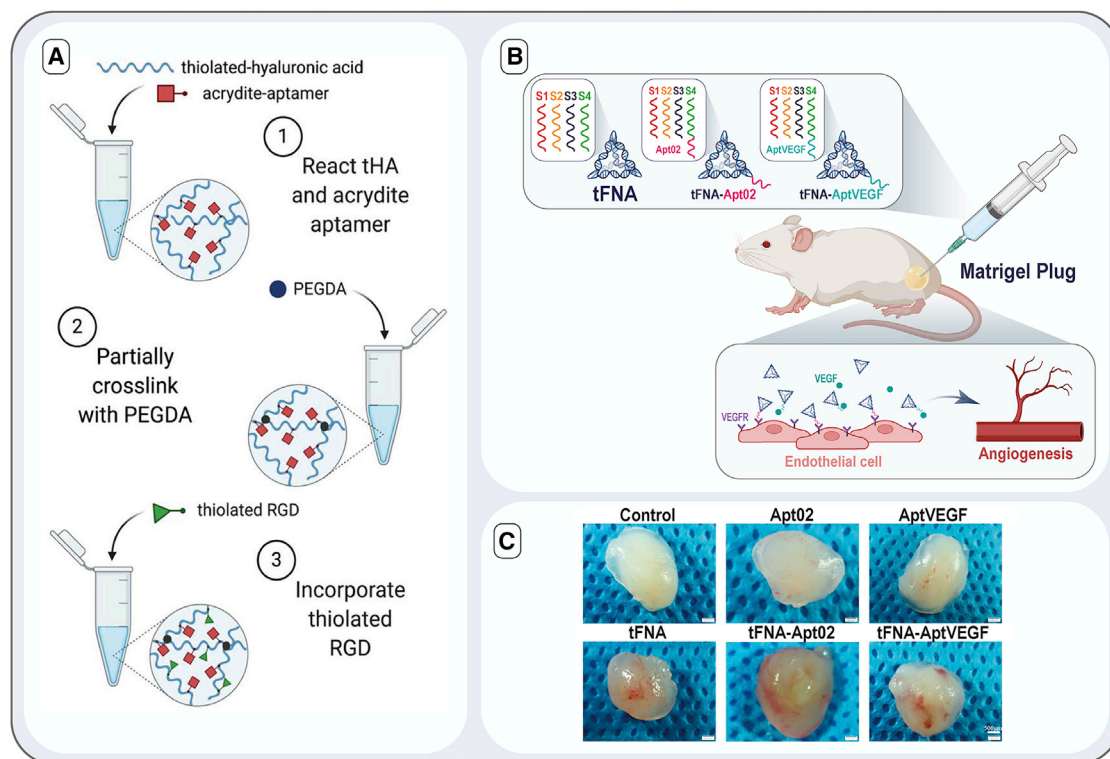 A
thiolated-hyaluronic acid
acrydite-aptamer
1
React tHA
and acrydite
aptamer
PEGDA
2
Partially
crosslink
with PEGDA
thiolated RGD
3
Incorporate
thiolated
RGD
B
S1 S2 S3 S4
tFNA
S1 S2 S3 S4
Apt02
tFNA-Apt02
S1 S2 S3 S4
AptVEGF
tFNA-AptVEGF
Matrigel Plug
VEGF
VEGFR
Endothelial cell
Angiogenesis
C
Control
Apt02
AptVEGF
tFNA
tFNA-Apt02
tFNA-AptVEGF